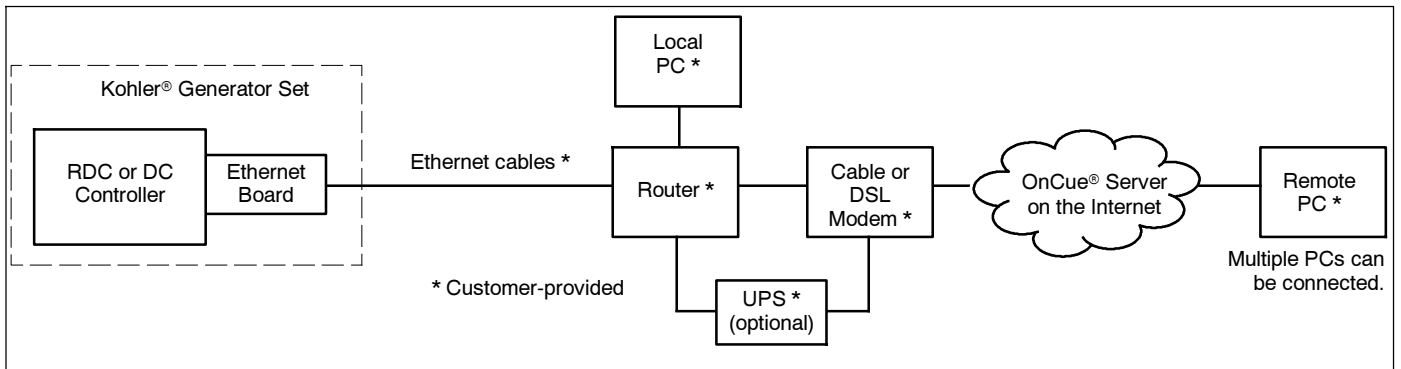 Local
PC *
Kohler® Generator Set
RDC or DC
Controller
Ethernet
Board
Ethernet cables *
Router *
Cable or
DSL
Modem *
OnCue® Server
on the Internet
Remote
PC *
Multiple PCs can
be connected.
* Customer-provided
UPS *
(optional)